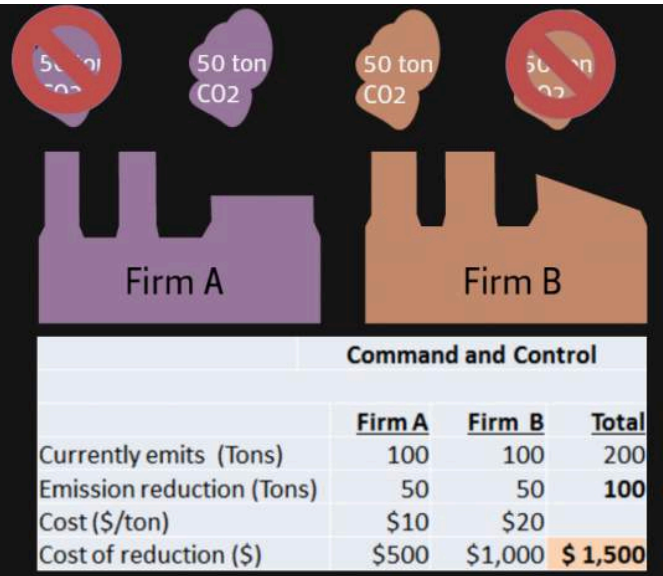 50 ton
CO2
50 ton
CO2
Firm A
Firm B
Command and Control
Firm A Firm B Total
Currently emits (Tons) 100 100 200
Emission reduction (Tons) 50 50 100
Cost ($/ton) $10 $20
Cost of reduction ($) $500 $1,000 $ 1,500